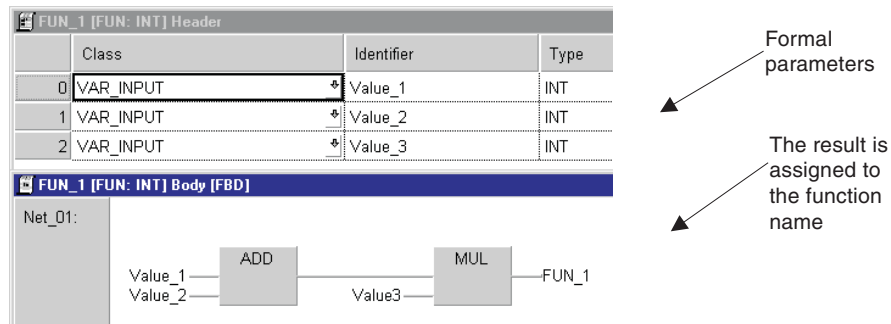 FUN_1 [FUN: INT] Header
Class Identifier Type
0 VAR_INPUT Value_1 INT
1 VAR_INPUT Value_2 INT
2 VAR_INPUT Value_3 INT
Formal
parameters
FUN_1 [FUN: INT] Body [FBD]
Net_01:
ADD MUL
Value_1 FUN_1
Value_2 Value3
The result is
assigned to
the function
name